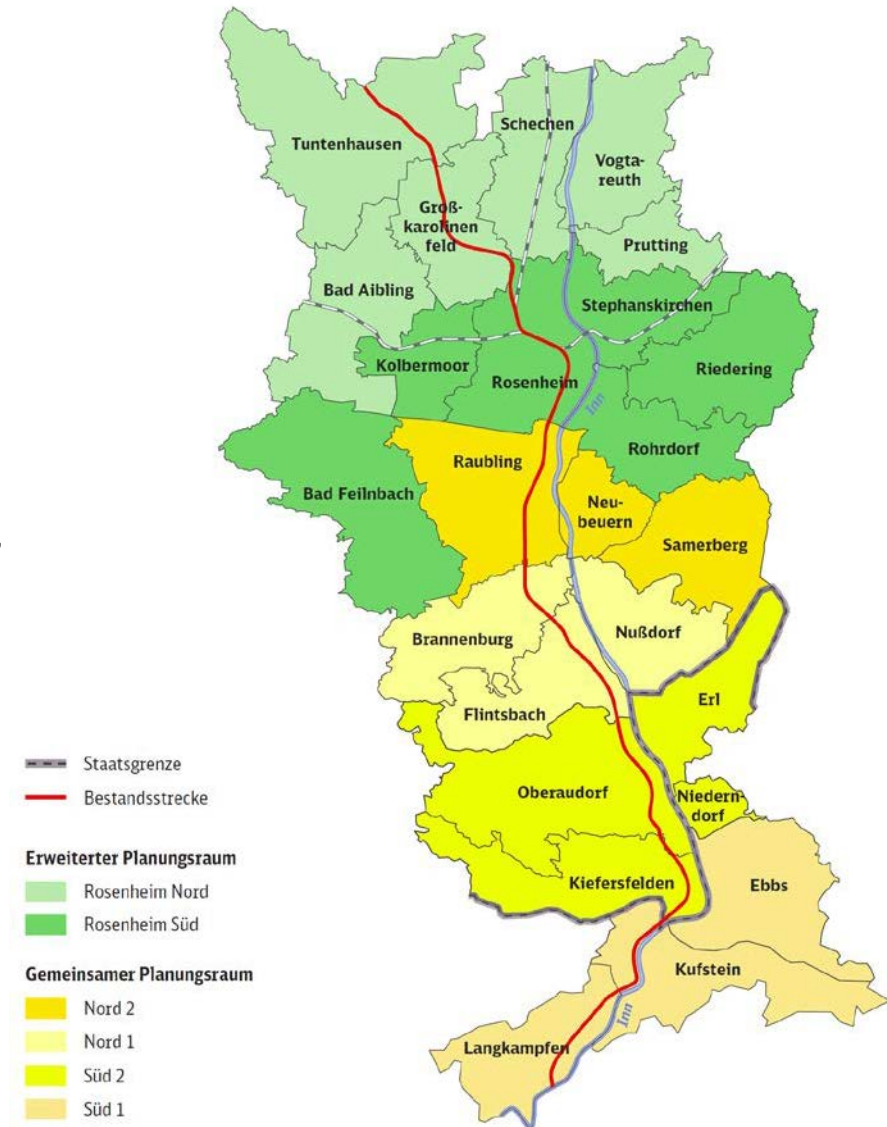 Tuntenhausen
Schechen
Vogta-
reuth
Groß-
karolinen
feld
Prutting
Bad Aibling
Stephanskirchen
Kolbermoor
Rosenheim
Riedering
Inn
Rohrdorf
Raubling
Bad Feilnbach
Neu-
beuern
Samerberg
Brannenburg
Nußdorf
Flintsbach
Erl
Oberaudorf
Niedern-
dorf
Kiefersfelden
Ebbs
Kufstein
Inn
Langkampfen
Staatsgrenze
Bestandsstrecke
Erweiterter Planungsraum
Rosenheim Nord
Rosenheim Süd
Gemeinsamer Planungsraum
Nord 2
Nord 1
Süd 2
Süd 1